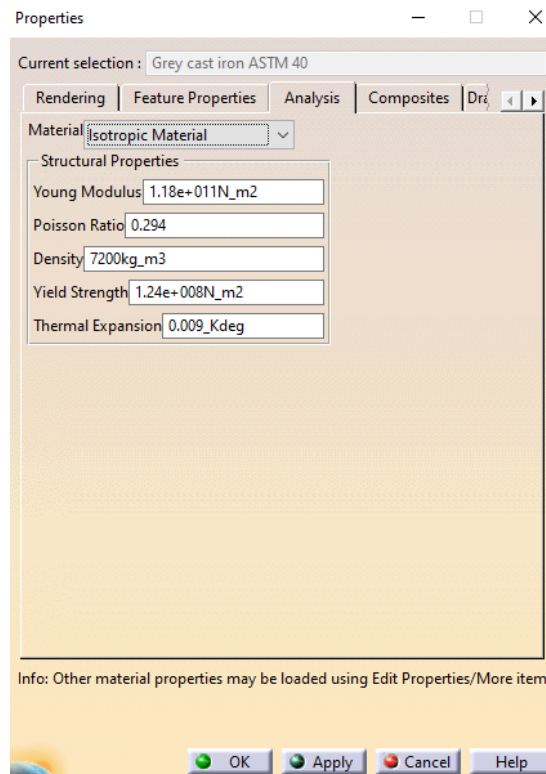 Properties
Current selection : Grey cast iron ASTM 40
Rendering Feature Properties Analysis Composites
Material Isotropic Material
Structural Properties
Young Modulus 1.18e+011N_m2
Poisson Ratio 0.294
Density 7200kg_m3
Yield Strength 1.24e+008N_m2
Thermal Expansion 0.009_Kdeg
Info: Other material properties may be loaded using Edit Properties/More item
OK Apply Cancel Help